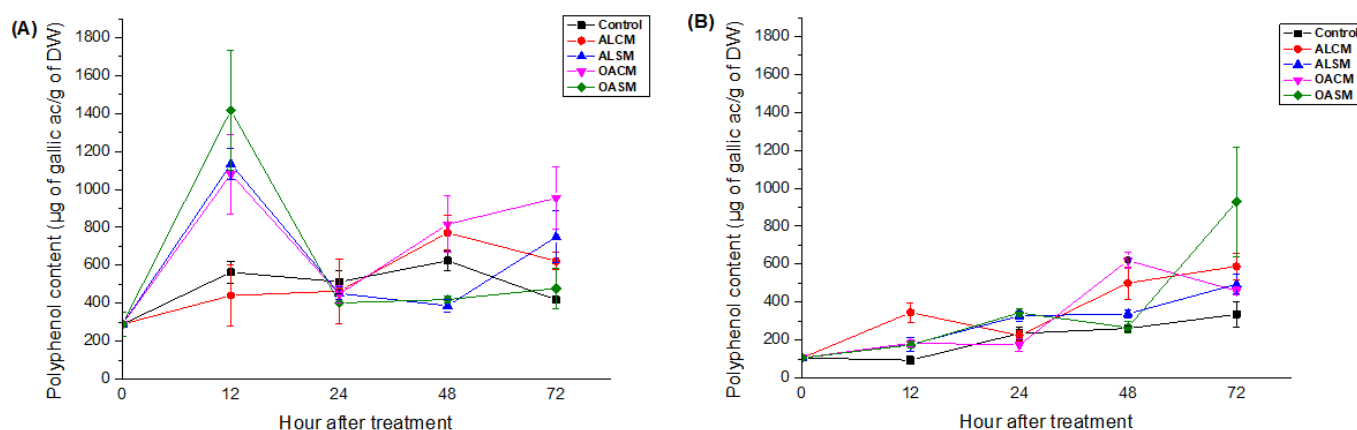 (A)
Polyphenol content (µg of gallic ac/g of DW)
1800
1600
1400
1200
1000
800
600
400
200
0
0 12 24 48 72
Hour after treatment
Control
ALCM
ALSM
OACM
OASM
(B)
Polyphenol content (µg of gallic ac/g of DW)
1800
1600
1400
1200
1000
800
600
400
200
0
0 12 24 48 72
Hour after treatment
Control
ALCM
ALSM
OACM
OASM